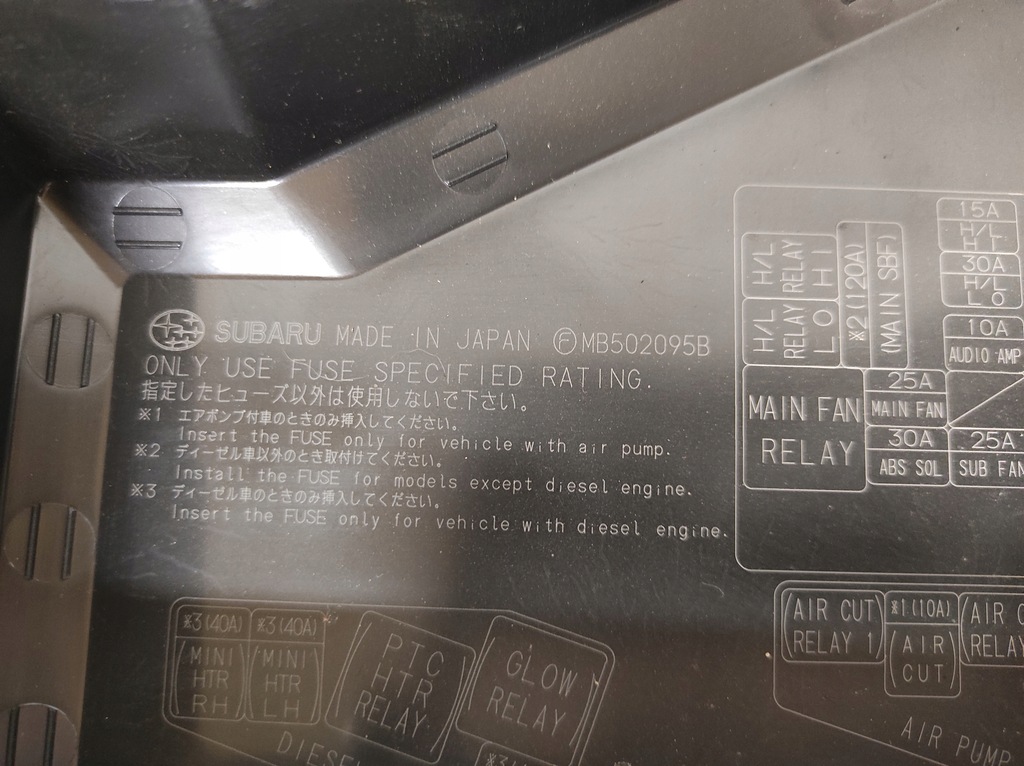 SUBARU MADE IN JAPAN ⒻMB502095B
ONLY USE FUSE SPECIFIED RATING.
指定したヒューズ以外は使用しないで下さい。
※1 エアポンプ付車のときのみ挿入してください。
Insert the FUSE only for vehicle with air pump.
※2 ディーゼル車以外のとき取付けてください。
Install the FUSE for models except diesel engine.
※3 ディーゼル車のときのみ挿入してください。
Insert the FUSE only for vehicle with diesel engine.
H/L
RELAY
HI
H/L
RELAY
LO
※2(120A)
(MAIN SBF)
15A
H/L
HI
30A
H/L
LO
10A
AUDIO AMP
MAIN FAN
RELAY
25A
MAIN FAN
30A
ABS SOL
25A
SUB FAN
※3(40A)
(MINI
HTR
RH)
※3(40A)
(MINI
HTR
LH)
(PTC
HTR
RELAY)
(GLOW
RELAY)
DIESEL
(AIR CUT
RELAY 1)
※1(10A)
(AIR
CUT)
(AIR
RELAY
AIR PUMP